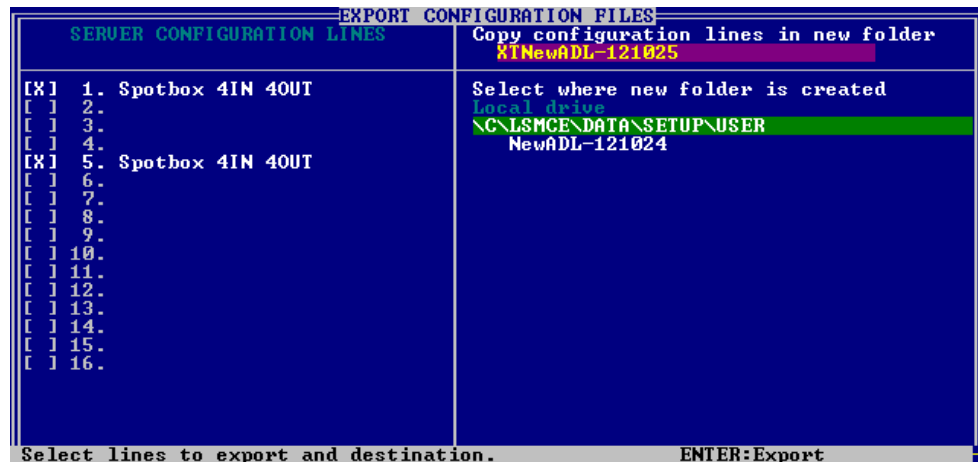 EXPORT CONFIGURATION FILES
SERVER CONFIGURATION LINES
Copy configuration lines in new folder
XTNewADL-121025
[X] 1. Spotbox 4IN 4OUT
[ ] 2.
[ ] 3.
[ ] 4.
[X] 5. Spotbox 4IN 4OUT
[ ] 6.
[ ] 7.
[ ] 8.
[ ] 9.
[ ] 10.
[ ] 11.
[ ] 12.
[ ] 13.
[ ] 14.
[ ] 15.
[ ] 16.
Select where new folder is created
Local drive
\C\LSMCE\DATA\SETUP\USER
NewADL-121024
Select lines to export and destination.
ENTER:Export